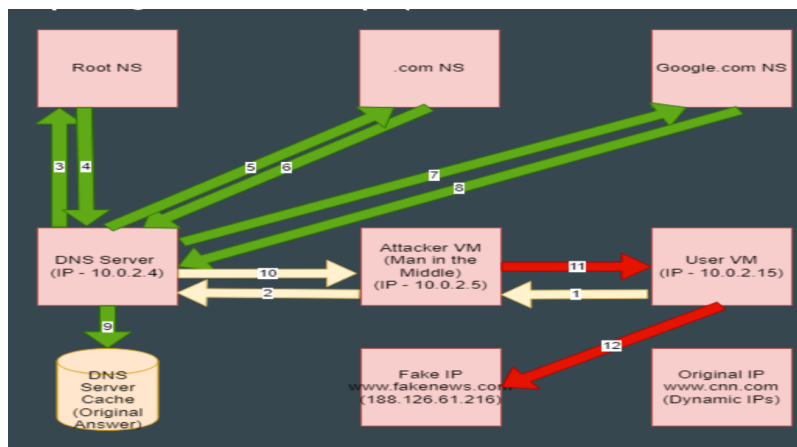 Root NS
.com NS
Google.com NS
3
4
5
6
7
8
DNS Server
(IP - 10.0.2.4)
10
2
Attacker VM
(Man in the
Middle)
(IP - 10.0.2.5)
11
1
User VM
(IP - 10.0.2.15)
9
12
DNS
Server
Cache
(Original
Answer)
Fake IP
www.fakenews.com
(188.126.61.216)
Original IP
www.cnn.com
(Dynamic IPs)